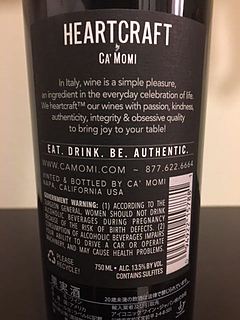 HEARTCRAFT
by
CA' MOMI
In Italy, wine is a simple pleasure,
an ingredient in the everyday celebration of life.
We heartcraft™ our wines with passion, kindness,
authenticity, integrity & obsessive quality
to bring joy to your table!
EAT. DRINK. BE. AUTHENTIC.
WWW.CAMOMI.COM ~ 877.622.6664
VINTED & BOTTLED BY CA' MOMI
NAPA, CALIFORNIA USA
GOVERNMENT WARNING: (1) ACCORDING TO THE
SURGEON GENERAL, WOMEN SHOULD NOT DRINK
ALCOHOLIC BEVERAGES DURING PREGNANCY
BECAUSE OF THE RISK OF BIRTH DEFECTS. (2)
CONSUMPTION OF ALCOHOLIC BEVERAGES IMPAIRS
YOUR ABILITY TO DRIVE A CAR OR OPERATE
MACHINERY, AND MAY CAUSE HEALTH PROBLEMS.
750 ML • ALC. 13.5% BY VOL.
CONTAINS SULFITES
果実酒